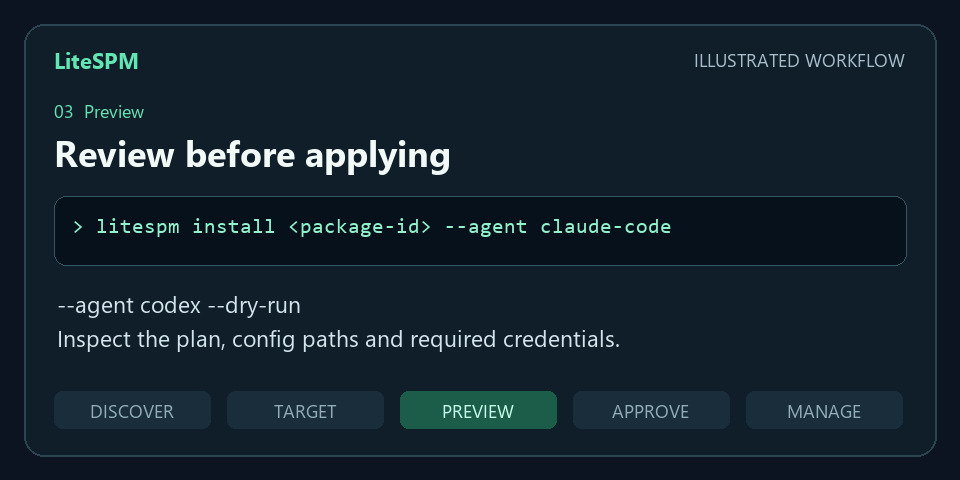 LiteSPM
ILLUSTRATED WORKFLOW
03 Preview
Review before applying
> litespm install <package-id> --agent claude-code
--agent codex --dry-run
Inspect the plan, config paths and required credentials.
DISCOVER
TARGET
PREVIEW
APPROVE
MANAGE